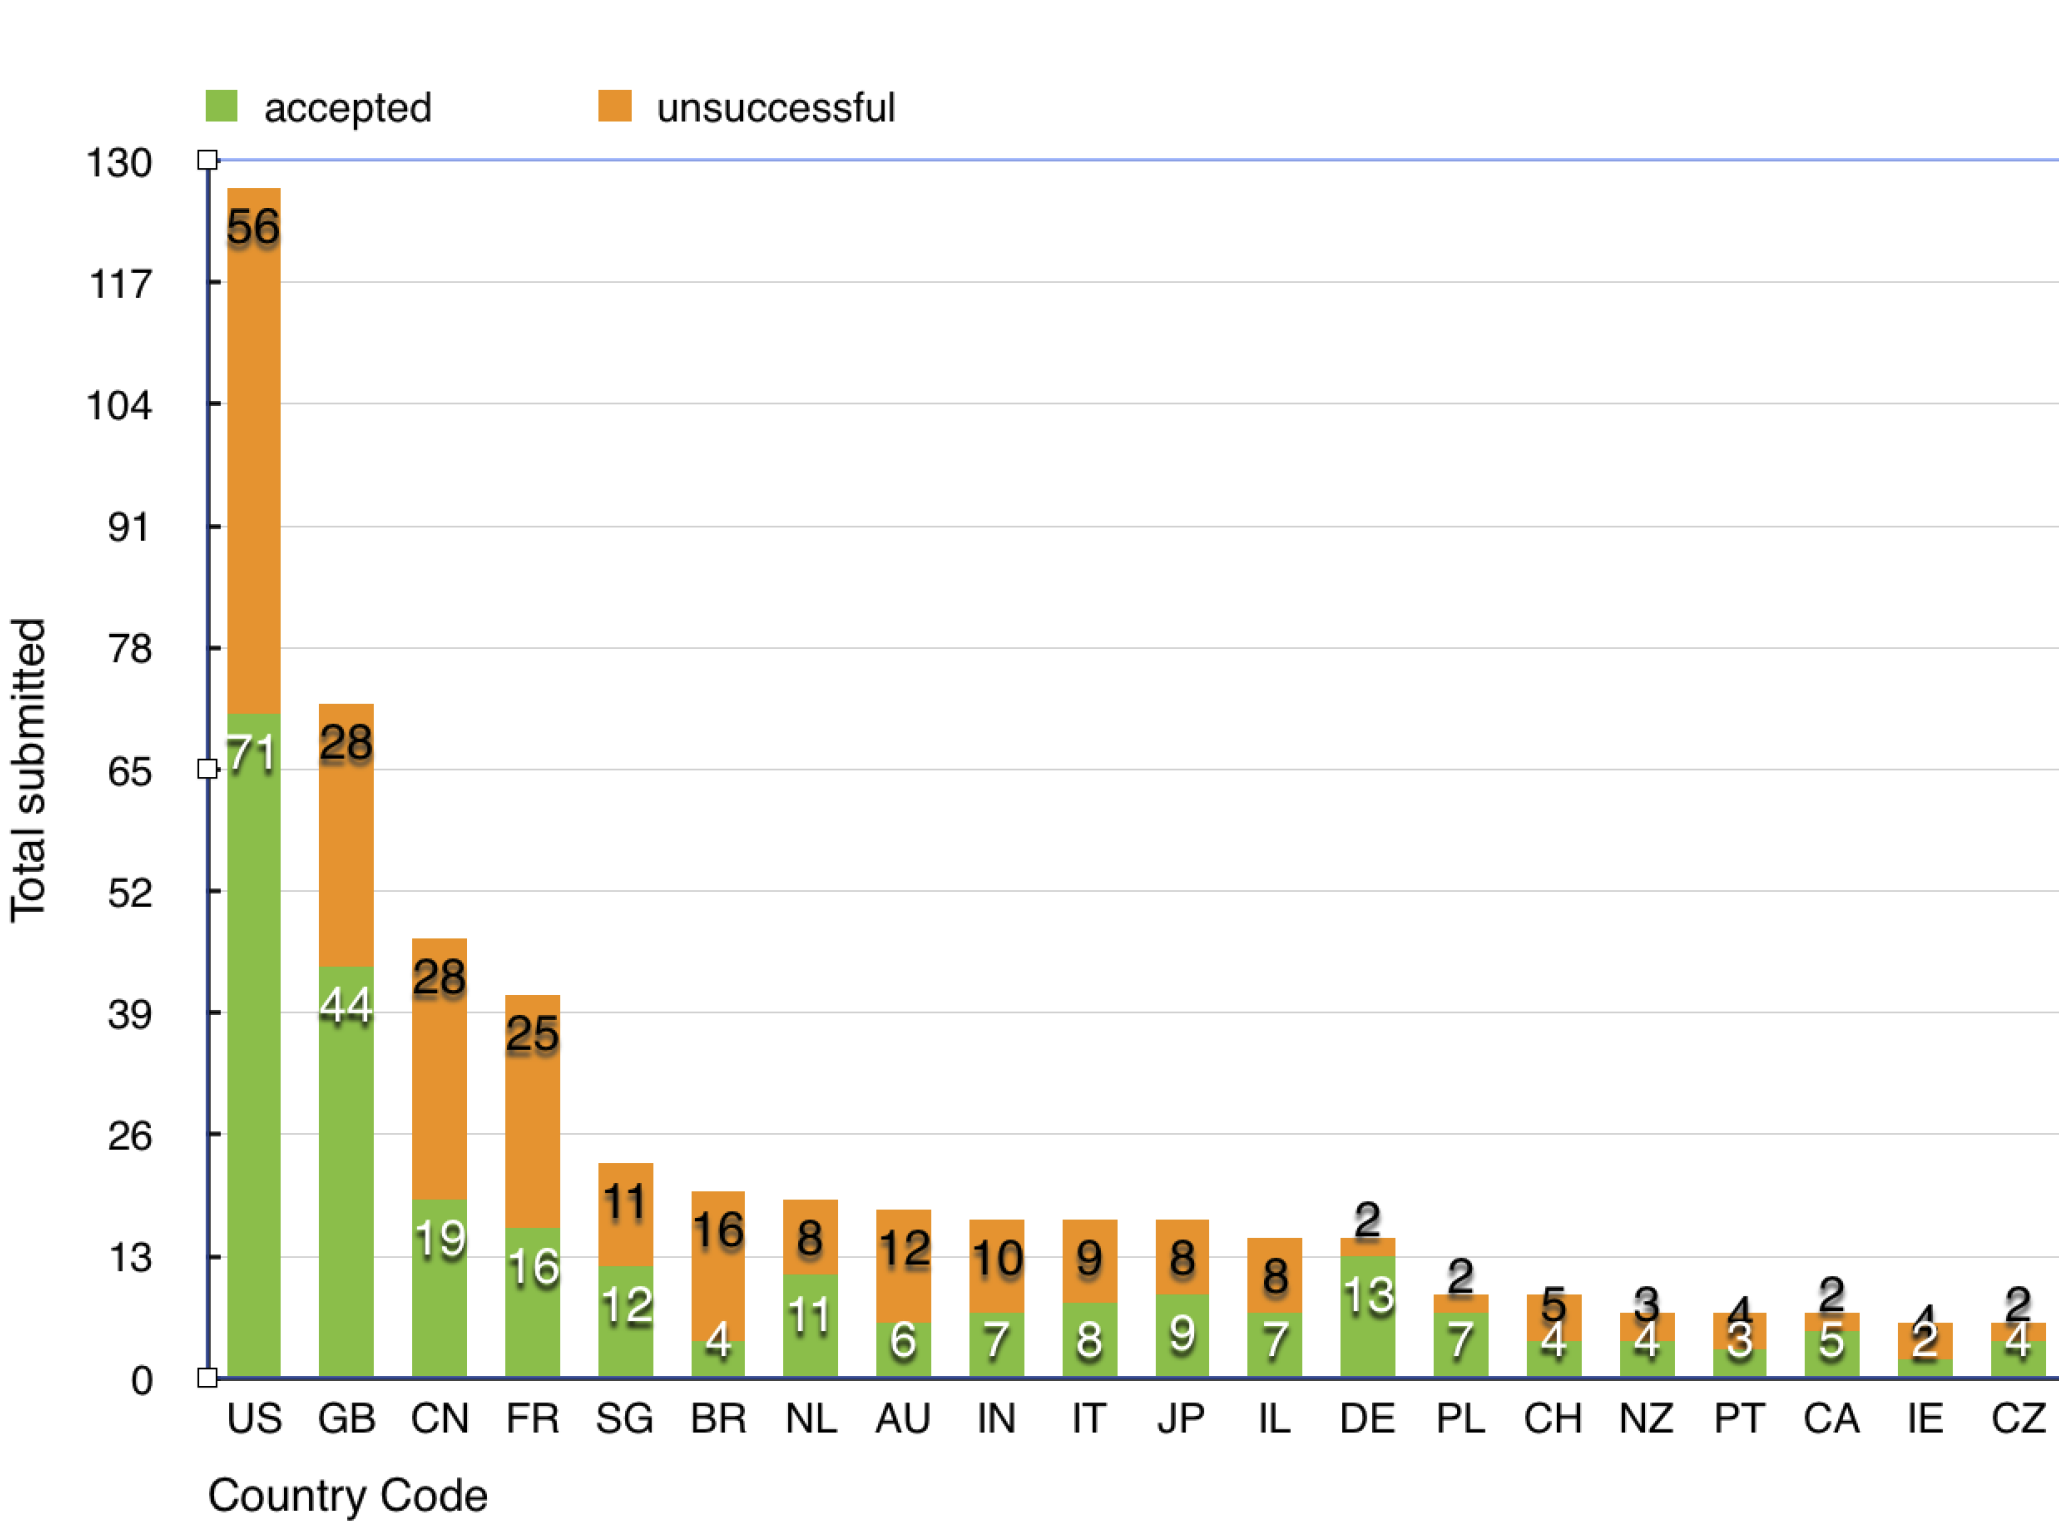 accepted unsuccessful
130
117
104
91
78
65
52
39
26
13
0
Total submitted
56 28 28 25 11 16 8 12 10 9 8 8 2 2 5 3 4 2 4 2
71 44 19 16 12 4 11 6 7 8 9 7 13 7 4 4 3 5 2 4
US GB CN FR SG BR NL AU IN IT JP IL DE PL CH NZ PT CA IE CZ
Country Code